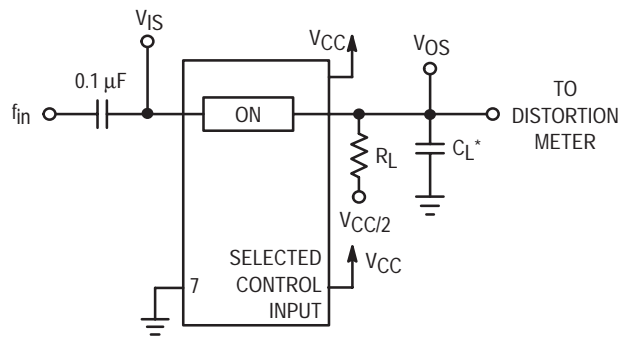 VIS
VCC
VOS
0.1 µF
fin
ON
TO
DISTORTION
METER
RL
CL*
VCC/2
SELECTED
CONTROL
INPUT
7
VCC